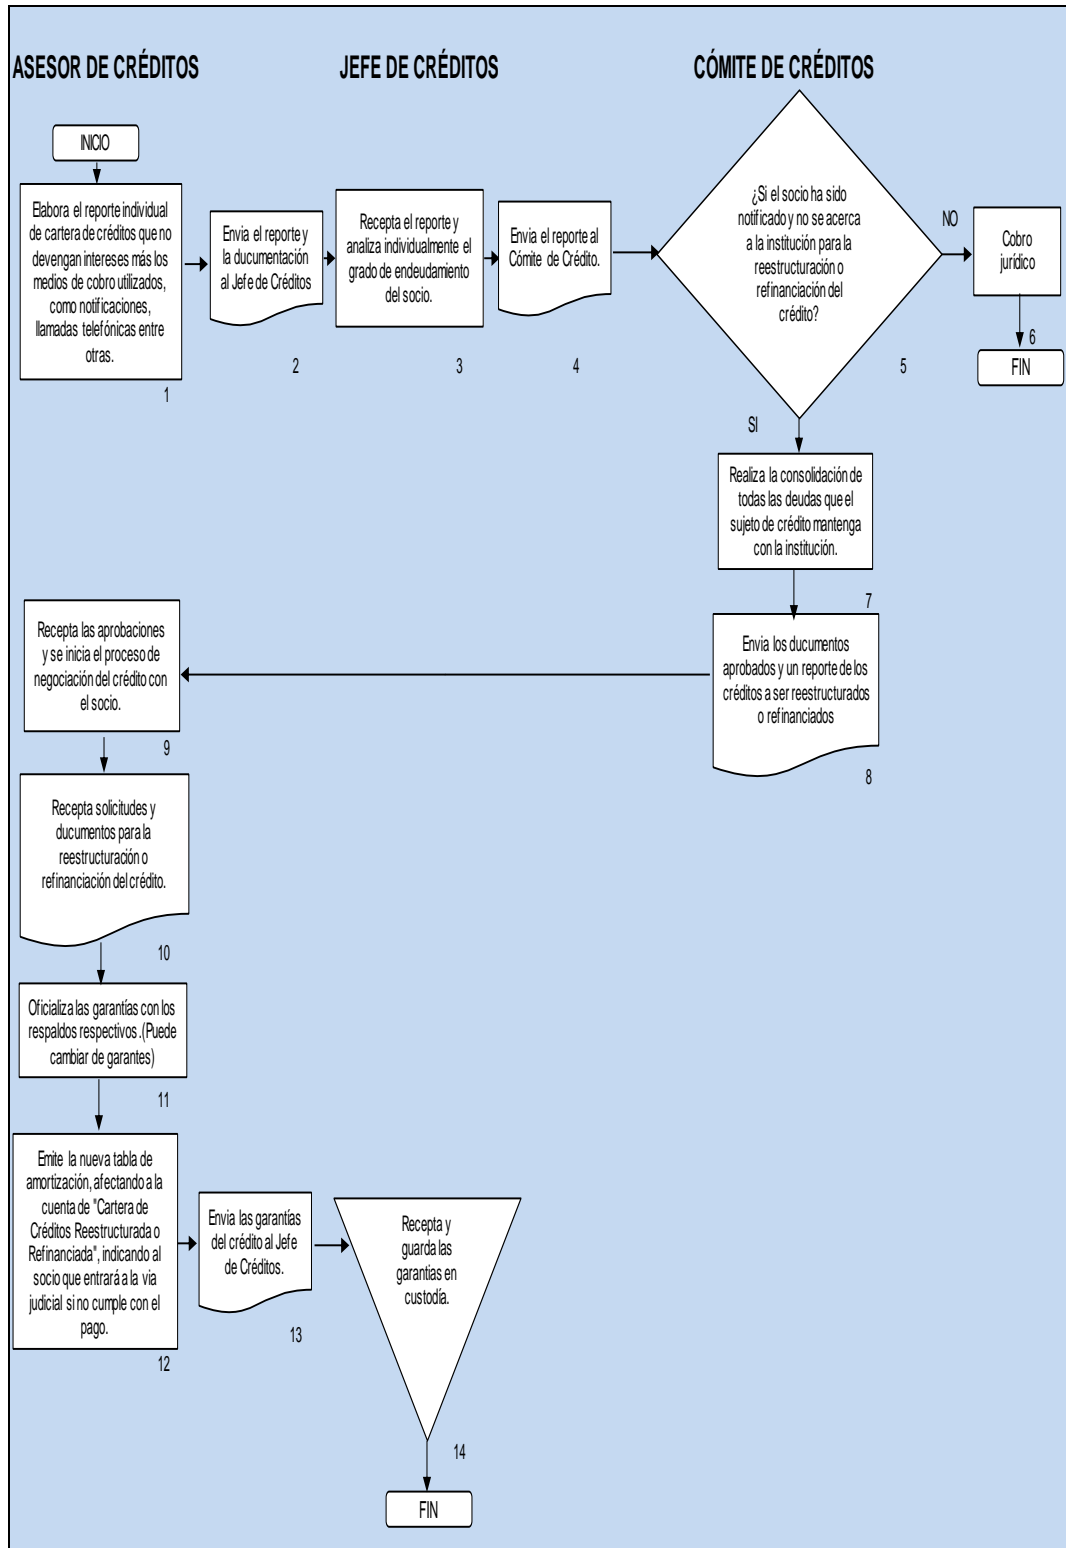 ASESOR DE CRÉDITOS
JEFE DE CRÉDITOS
CÓMITE DE CRÉDITOS
INICIO
Elabora el reporte individual
de cartera de créditos que no
devengan intereses más los
medios de cobro utilizados,
como notificaciones,
llamadas telefónicas entre
otras.
1
Envia el reporte y
la ducumentación
al Jefe de Créditos
2
Recepta el reporte y
analiza individualmente el
grado de endeudamiento
del socio.
3
Envia el reporte al
Cómite de Crédito.
4
¿Si el socio ha sido
notificado y no se acerca
a la institución para la
reestructuración o
refinanciación del
crédito?
5
NO
Cobro
jurídico
6
FIN
SI
Realiza la consolidación de
todas las deudas que el
sujeto de crédito mantenga
con la institución.
7
Envia los ducumentos
aprobados y un reporte de los
créditos a ser reestructurados
o refinanciados
8
Recepta las aprobaciones
y se inicia el proceso de
negociación del crédito con
el socio.
9
Recepta solicitudes y
ducumentos para la
reestructuración o
refinanciación del crédito.
10
Oficializa las garantías con los
respaldos respectivos .(Puede
cambiar de garantes)
11
Emite la nueva tabla de
amortización, afectando a la
cuenta de "Cartera de
Créditos Reestructurada o
Refinanciada", indicando al
socio que entrará a la via
judicial si no cumple con el
pago.
12
Envia las garantías
del crédito al Jefe
de Créditos.
13
Recepta y
guarda las
garantias en
custodía.
14
FIN